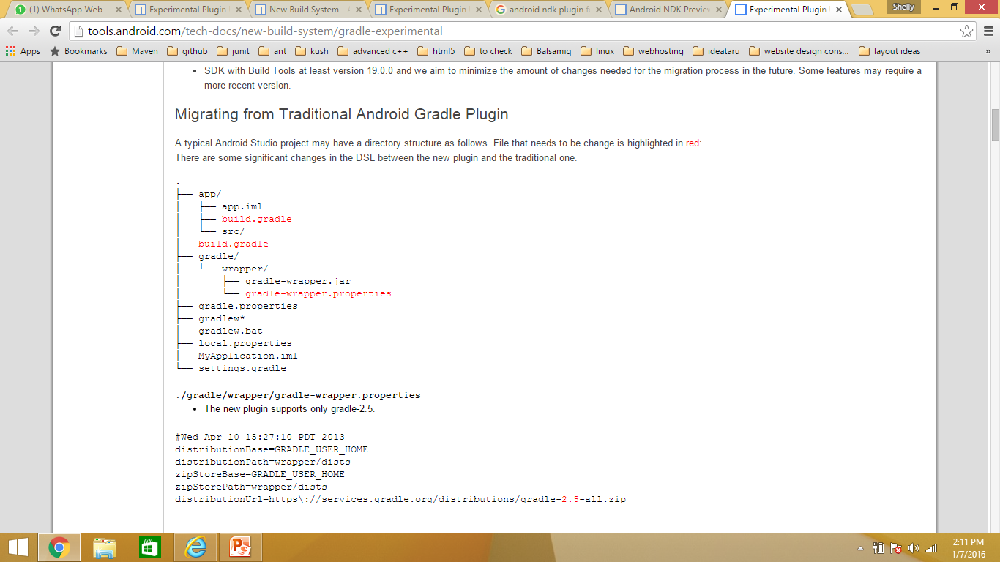 (1) WhatsApp Web
Experimental Plugin
New Build System -
Experimental Plugin
android ndk plugin
Android NDK Preview
Experimental Plugin
Shelly
tools.android.com/tech-docs/new-build-system/gradle-experimental
Apps Bookmarks Maven github junit ant kush advanced c++ html5 to check Balsamiq linux webhosting ideataru website design cons... layout ideas »
▪ SDK with Build Tools at least version 19.0.0 and we aim to minimize the amount of changes needed for the migration process in the future. Some features may require a
more recent version.
Migrating from Traditional Android Gradle Plugin
A typical Android Studio project may have a directory structure as follows. File that needs to be change is highlighted in red:
There are some significant changes in the DSL between the new plugin and the traditional one.
.
├── app/
│   ├── app.iml
│   ├── build.gradle
│   └── src/
├── build.gradle
├── gradle/
│   └── wrapper/
│       ├── gradle-wrapper.jar
│       └── gradle-wrapper.properties
├── gradle.properties
├── gradlew*
├── gradlew.bat
├── local.properties
├── MyApplication.iml
└── settings.gradle
./gradle/wrapper/gradle-wrapper.properties
• The new plugin supports only gradle-2.5.
#Wed Apr 10 15:27:10 PDT 2013
distributionBase=GRADLE_USER_HOME
distributionPath=wrapper/dists
zipStoreBase=GRADLE_USER_HOME
zipStorePath=wrapper/dists
distributionUrl=https\://services.gradle.org/distributions/gradle-2.5-all.zip
2:11 PM
1/7/2016